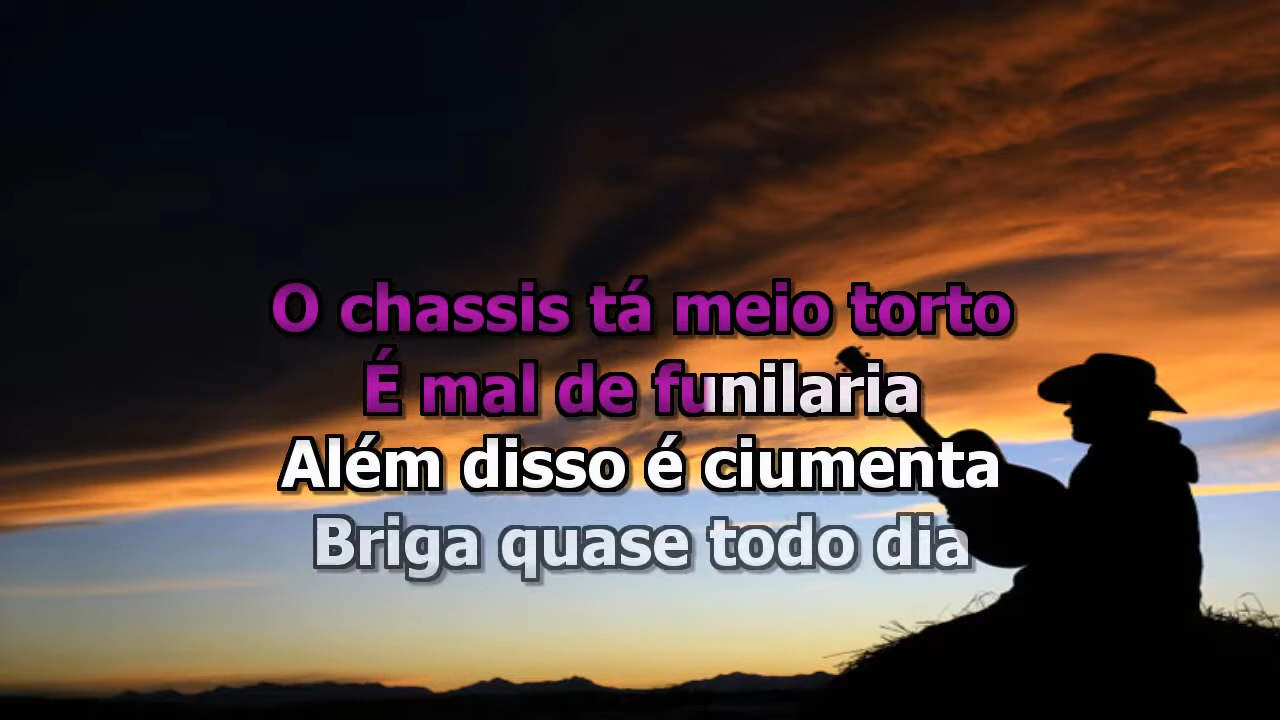 O chassis tá meio torto
É mal de funilaria
Além disso é ciumenta
Briga quase todo dia